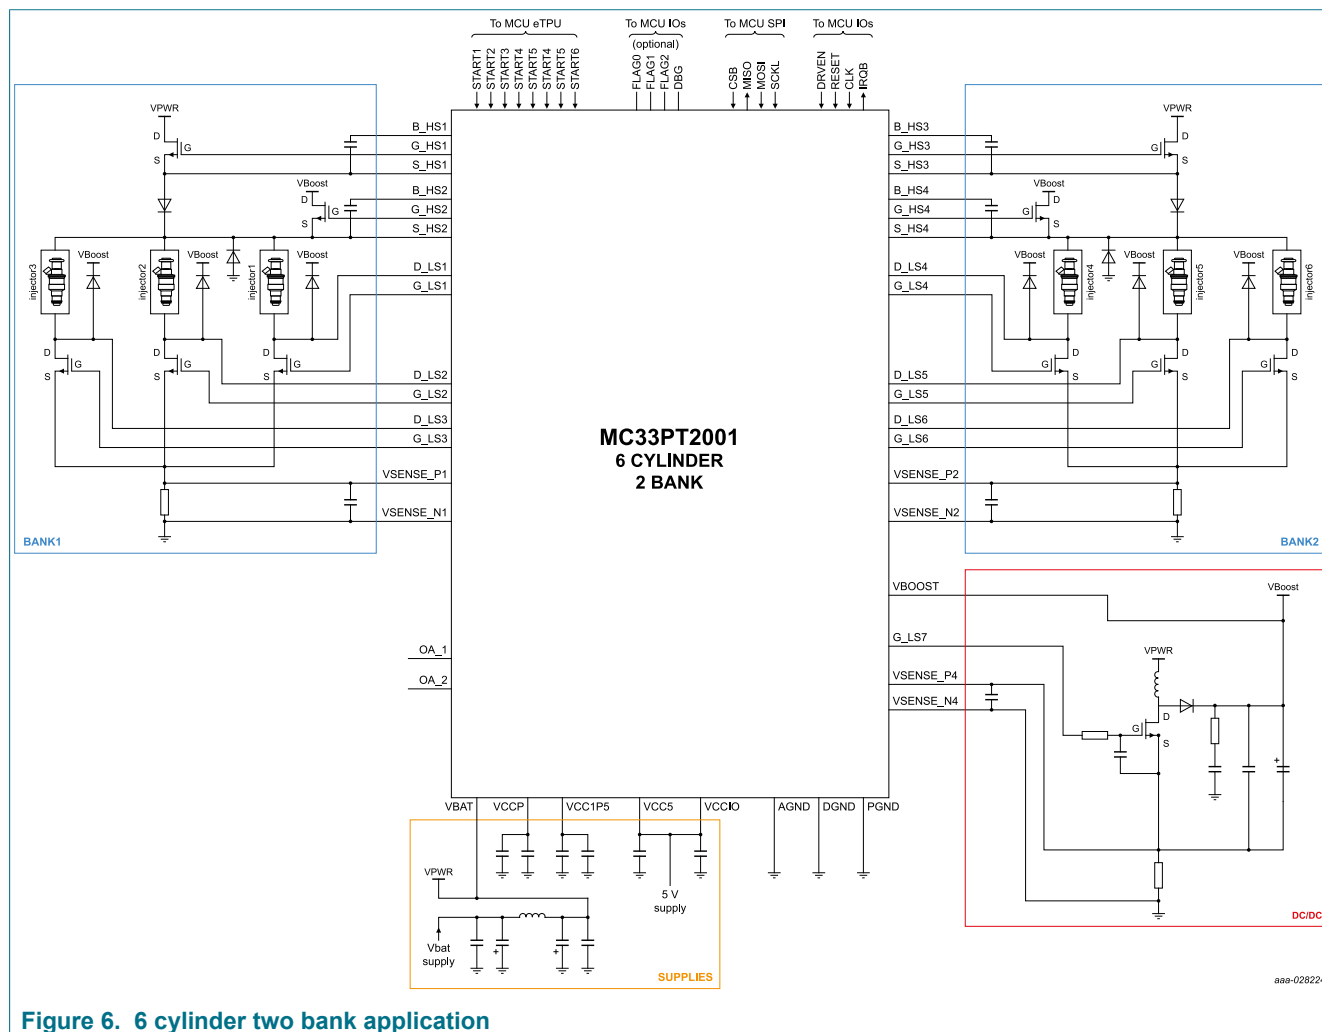 To MCU eTPU
To MCU IOs
(optional)
To MCU SPI
To MCU IOs
START1
START2
START3
START4
START5
START4
START5
START6
FLAG0
FLAG1
FLAG2
DBG
CSB
MISO
MOSI
SCKL
DRVEN
RESET
CLK
IRQB
VPWR
D
G
S
VBoost
D
G
S
B_HS1
G_HS1
S_HS1
B_HS2
G_HS2
S_HS2
injector3
VBoost
injector2
VBoost
injector1
VBoost
D_LS1
G_LS1
D
G
S
D
G
S
D
G
S
D_LS2
G_LS2
D_LS3
G_LS3
VSENSE_P1
VSENSE_N1
BANK1
MC33PT2001
6 CYLINDER
2 BANK
B_HS3
G_HS3
S_HS3
B_HS4
G_HS4
S_HS4
VPWR
D
G
S
VBoost
D
G
S
D_LS4
G_LS4
VBoost
injector4
VBoost
injector5
VBoost
injector6
D
G
S
D
G
S
D
G
S
D_LS5
G_LS5
D_LS6
G_LS6
VSENSE_P2
VSENSE_N2
BANK2
VBOOST
G_LS7
VSENSE_P4
VSENSE_N4
VBoost
VPWR
D
G
S
+
DC/DC
OA_1
OA_2
VBAT
VCCP
VCC1P5
VCC5
VCCIO
AGND
DGND
PGND
VPWR
5 V
supply
Vbat
supply
+
+
SUPPLIES
aaa-028224
Figure 6. 6 cylinder two bank application